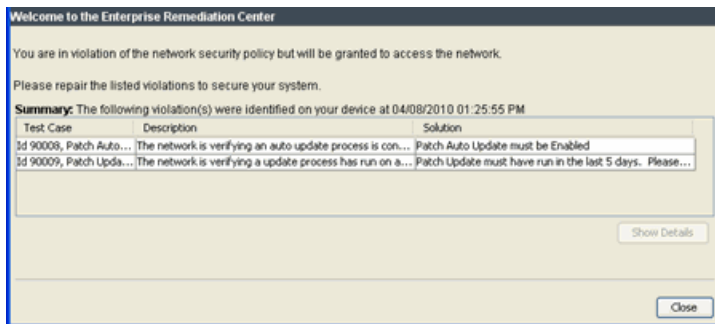 Welcome to the Enterprise Remediation Center
You are in violation of the network security policy but will be granted to access the network.
Please repair the listed violations to secure your system.
Summary: The following violation(s) were identified on your device at 04/08/2010 01:25:55 PM
Test Case Description Solution
Id 90008, Patch Auto... The network is verifying an auto update process is con... Patch Auto Update must be Enabled
Id 90009, Patch Upda... The network is verifying a update process has run on a... Patch Update must have run in the last 5 days. Please...
Show Details
Close